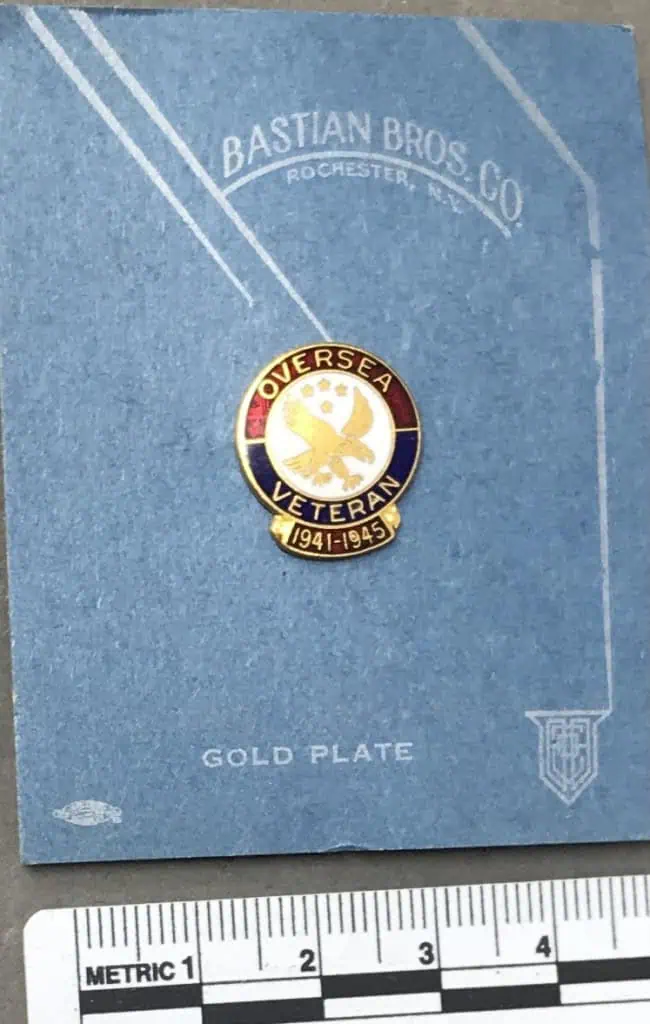 BASTIAN BROS. CO.
ROCHESTER, N.Y.
OVERSEA
VETERAN
1941-1945
GOLD PLATE
METRIC 1 2 3 4